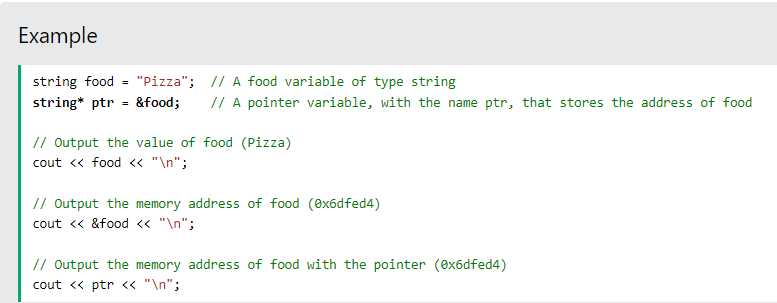 Example
string food = "Pizza";  // A food variable of type string
string* ptr = &food;    // A pointer variable, with the name ptr, that stores the address of food
// Output the value of food (Pizza)
cout << food << "\n";
// Output the memory address of food (0x6dfed4)
cout << &food << "\n";
// Output the memory address of food with the pointer (0x6dfed4)
cout << ptr << "\n";